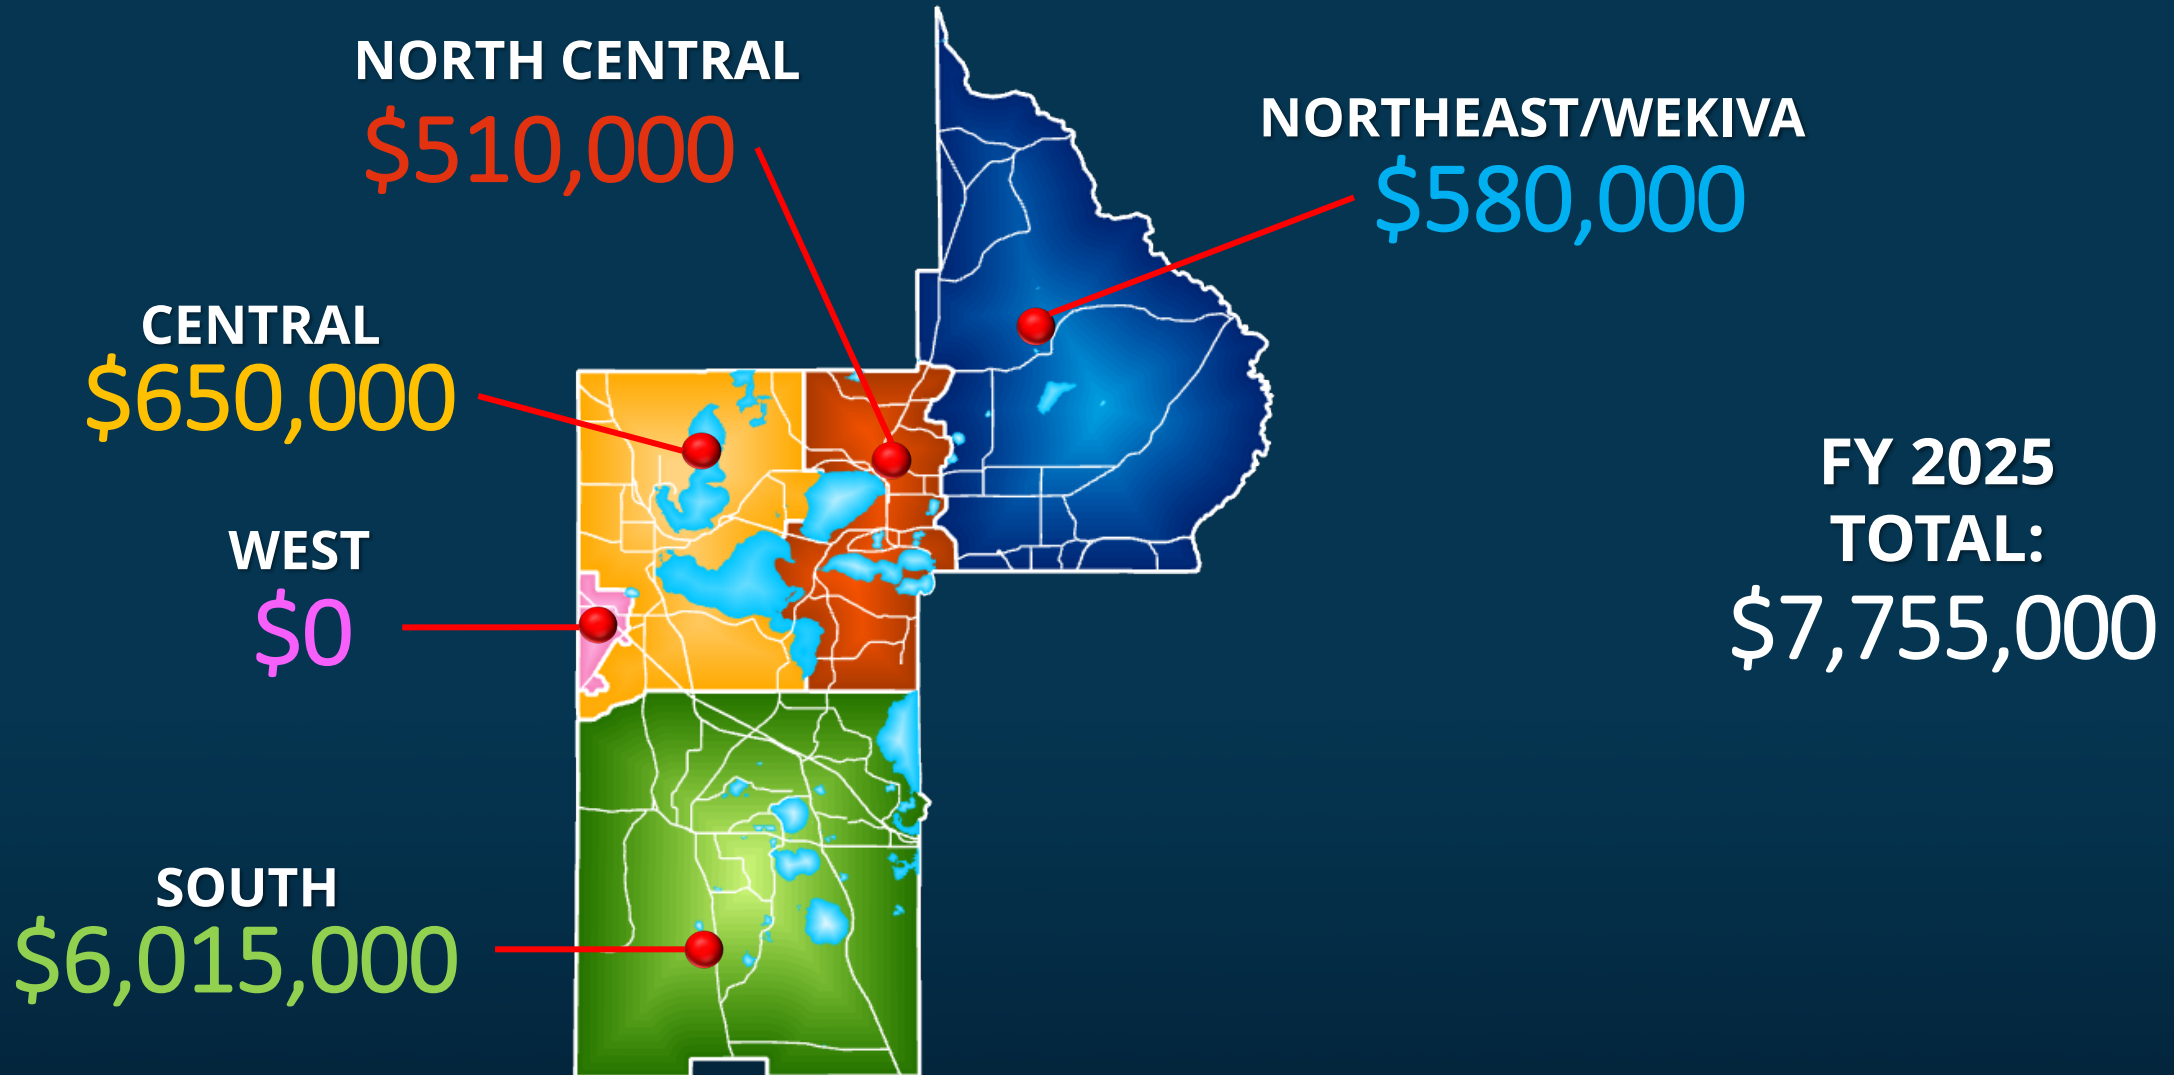 NORTH CENTRAL
$510,000
NORTHEAST/WEKIVA
$580,000
CENTRAL
$650,000
WEST
$0
SOUTH
$6,015,000
FY 2025
TOTAL:
$7,755,000